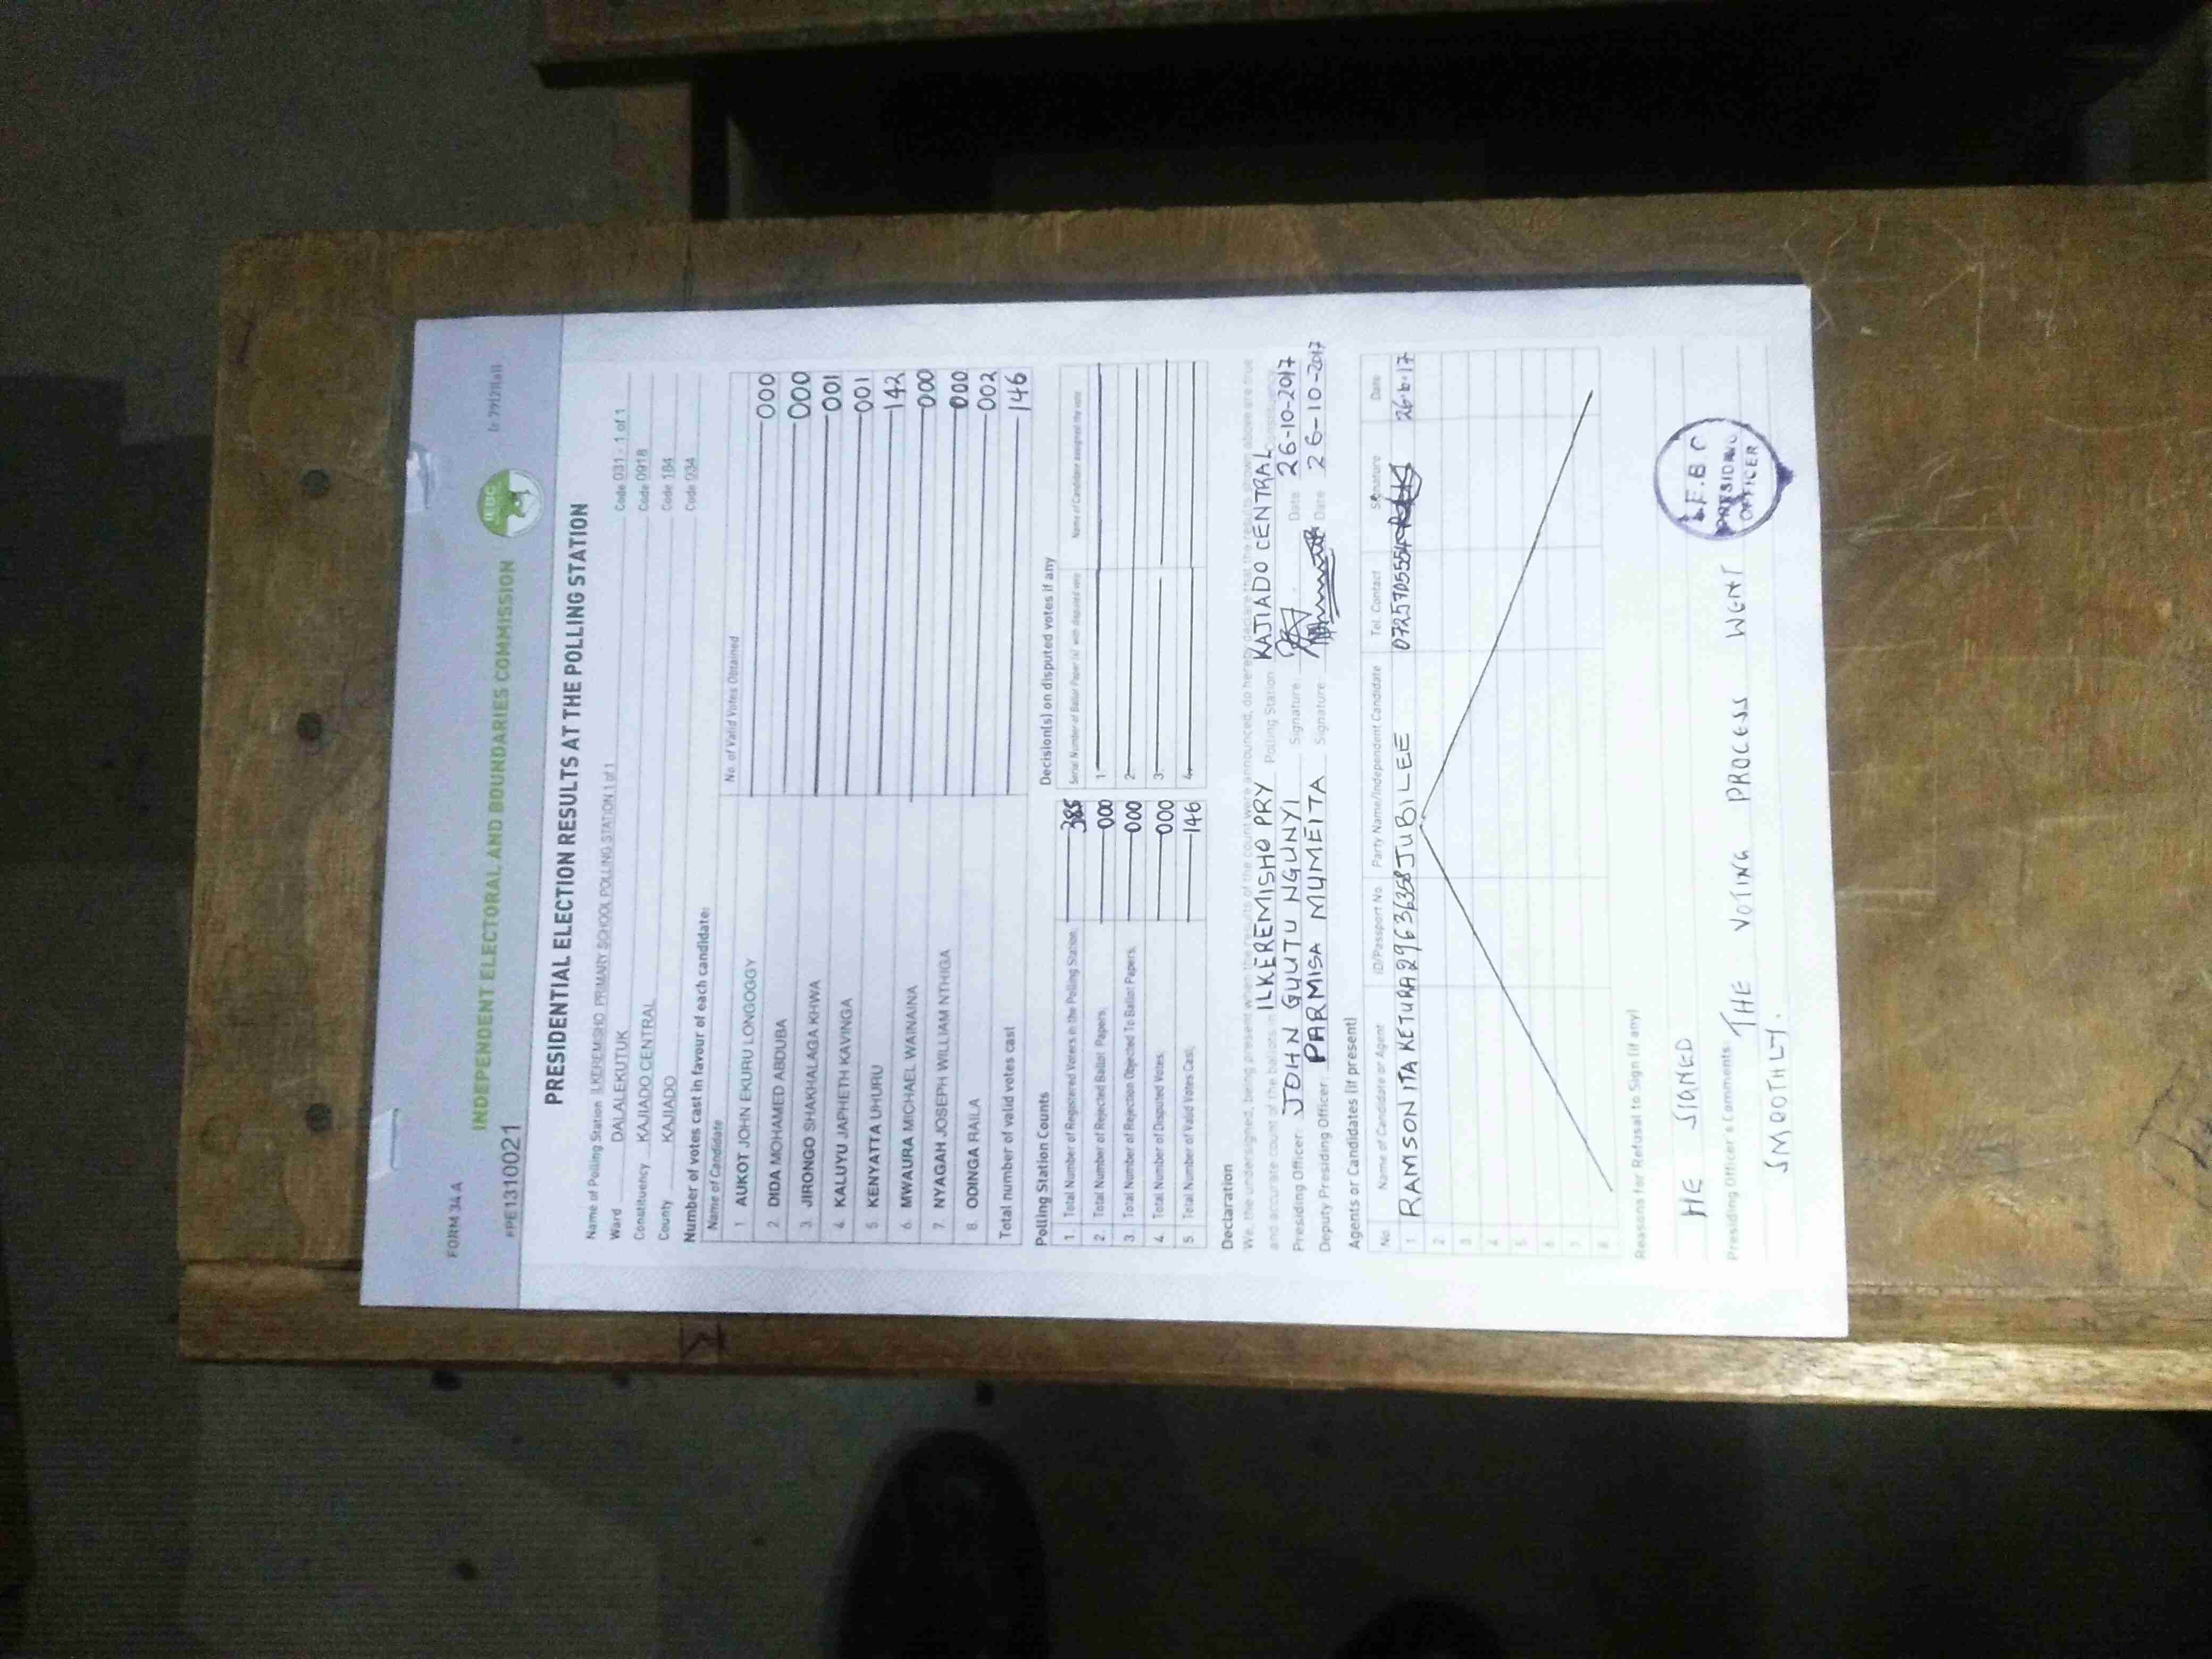 FORM 34 A
INDEPENDENT ELECTORAL AND BOUNDARIES COMMISSION
IEBC
PRESIDENTIAL ELECTION RESULTS AT THE POLLING STATION
Name of Polling Station ILKEREMISHO PRIMARY SCHOOL POLLING STATION 1 of 1 Code 031 - 1 of 1
Ward DALALEKUTUK Code 0918
Constituency KAJIADO CENTRAL Code 184
County KAJIADO Code 034
Number of votes cast in favour of each candidate:
Name of Candidate No. of Valid Votes Obtained
1 AUKOT JOHN EKURU LONGOGGY 000
2. DIDA MOHAMED ABDUBA 000
3. JIRONGO SHAKHALAGA KHWA 001
4. KALUYU JAPHETH KAVINGA 001
5 KENYATTA UHURU 142
6. MWAURA MICHAEL WAINAINA 000
7. NYAGAH JOSEPH WILLIAM NTHIGA 000
8. ODINGA RAILA 002
Total number of valid votes cast 146
Polling Station Counts
1. Total Number of Registered Voters in the Polling Station
2. Total Number of Rejected Ballot Papers 000
3. Total Number of Rejection Objected To Ballot Papers 000
4. Total Number of Disputed Votes 000
5. Total Number of Valid Votes Cast 146
Decision(s) on disputed votes if any
Serial Number of Ballot Paper (s) with disputed vote Name of Candidate assigned the vote
1.
2
3.
4.
Declaration
We, the undersigned, being present when the results of the count were announced, do hereby declare that the results shown above are true
and accurate count of the ballots in ILKEREMISHO PRY Polling Station KAJIADO CENTRAL Constituency
Presiding Officer: JOHN GUUTU NGUNYI Signature Date 26-10-2017
Deputy Presiding Officer: PARMISA MUMEITA Signature Date 26-10-2017
Agents or Candidates (if present)
No. Name of Candidate or Agent ID/Passport No. Party Name/Independent Candidate Tel. Contact Signature Date
1 RAMSON ITA KETURA 29636358 JUBILEE
2
3
4
5
6
7
8
Reasons for Refusal to Sign (if any)
HE SIGNED
Presiding Officer's Comments: THE VOTING PROCESS WENT
SMOOTHLY.
I.E.B.C
PRESIDING
OFFICER